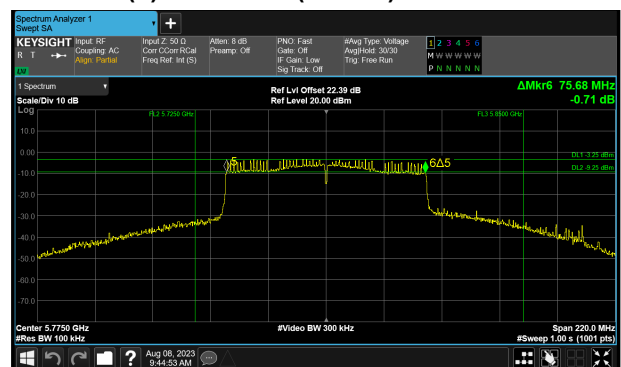 Spectrum Analyzer 1
Swept SA
+
KEYSIGHT
R T
LXI
Input: RF
Coupling: AC
Align: Partial
Input Z: 50 Ω
Corr CCorr RCal
Freq Ref: Int (S)
Atten: 8 dB
Preamp: Off
PNO: Fast
Gate: Off
IF Gain: Low
Sig Track: Off
#Avg Type: Voltage
Avg|Hold: 30/30
Trig: Free Run
1 2 3 4 5 6
M W W W W W
P N N N N N
1 Spectrum
Scale/Div 10 dB
Log
Ref Lvl Offset 22.39 dB
Ref Level 20.00 dBm
ΔMkr6 75.68 MHz
-0.71 dB
FL2 5.7250 GHz
FL3 5.8500 GHz
10.0
0.00
-10.0
-20.0
-30.0
-40.0
-50.0
-60.0
-70.0
5
6Δ5
DL1 -3.25 dBm
DL2 -9.25 dBm
Center 5.7750 GHz
#Res BW 100 kHz
#Video BW 300 kHz
Span 220.0 MHz
#Sweep 1.00 s (1001 pts)
?
Aug 08, 2023
9:44:53 AM